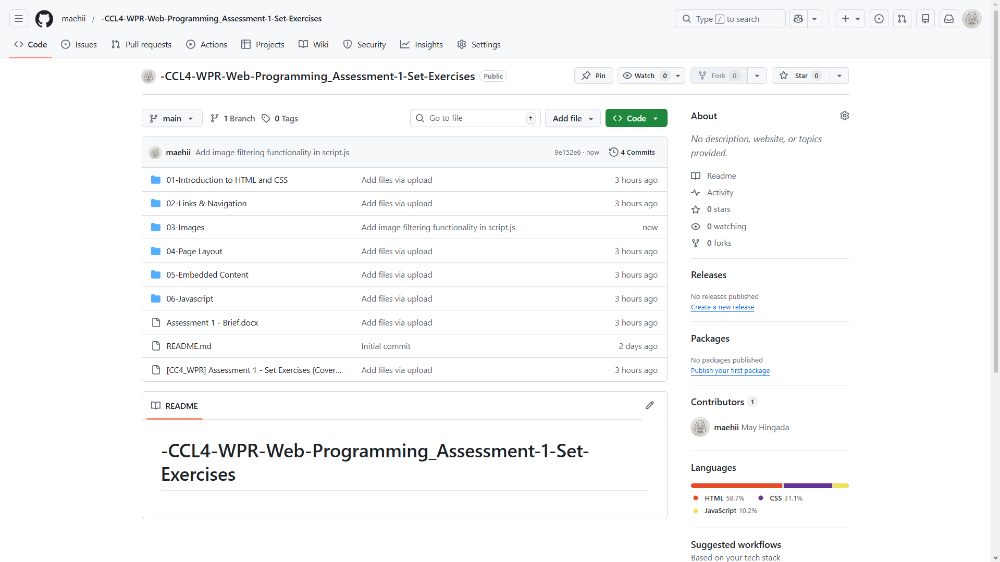 maehii / -CCL4-WPR-Web-Programming_Assessment-1-Set-Exercises
Type / to search
Code Issues Pull requests Actions Projects Wiki Security Insights Settings
-CCL4-WPR-Web-Programming_Assessment-1-Set-Exercises Public
Pin Watch 0 Fork 0 Star 0
main 1 Branch 0 Tags Go to file t Add file Code
maehii Add image filtering functionality in script.js 9e152e6 · now 4 Commits
01-Introduction to HTML and CSS Add files via upload 3 hours ago
02-Links & Navigation Add files via upload 3 hours ago
03-Images Add image filtering functionality in script.js now
04-Page Layout Add files via upload 3 hours ago
05-Embedded Content Add files via upload 3 hours ago
06-Javascript Add files via upload 3 hours ago
Assessment 1 - Brief.docx Add files via upload 3 hours ago
README.md Initial commit 2 days ago
[CC4_WPR] Assessment 1 - Set Exercises (Cover... Add files via upload 3 hours ago
README
-CCL4-WPR-Web-Programming_Assessment-1-Set-
Exercises
About
No description, website, or topics
provided.
Readme
Activity
0 stars
0 watching
0 forks
Releases
No releases published
Create a new release
Packages
No packages published
Publish your first package
Contributors 1
maehii May Hingada
Languages
HTML 58.7% CSS 31.1%
JavaScript 10.2%
Suggested workflows
Based on your tech stack